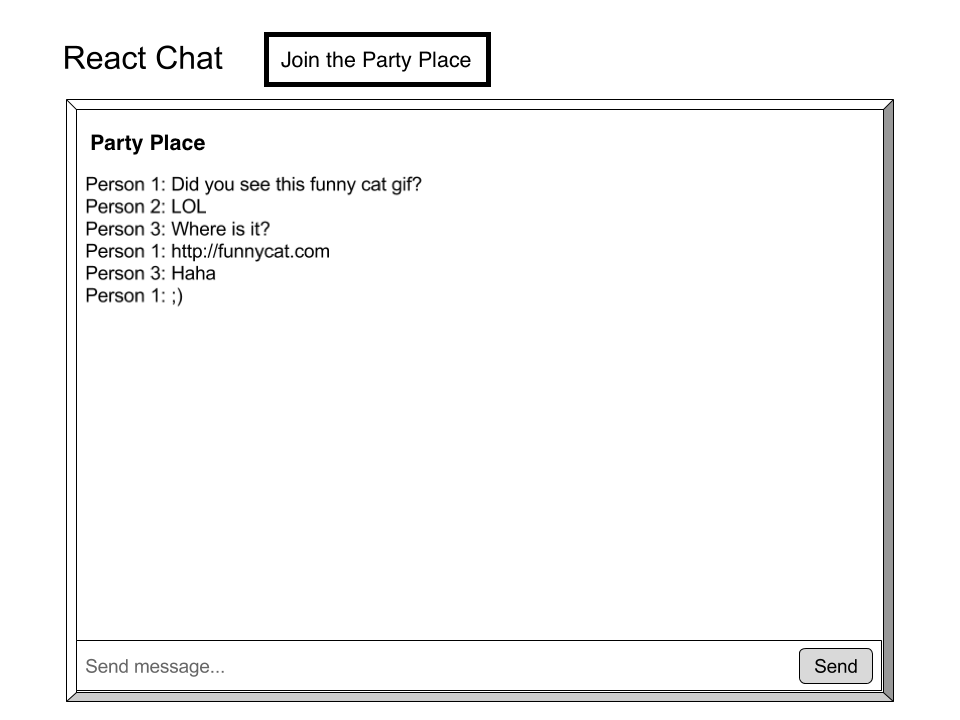 React Chat
Join the Party Place
Party Place
Person 1: Did you see this funny cat gif?
Person 2: LOL
Person 3: Where is it?
Person 1: http://funnycat.com
Person 3: Haha
Person 1: ;)
Send message...
Send